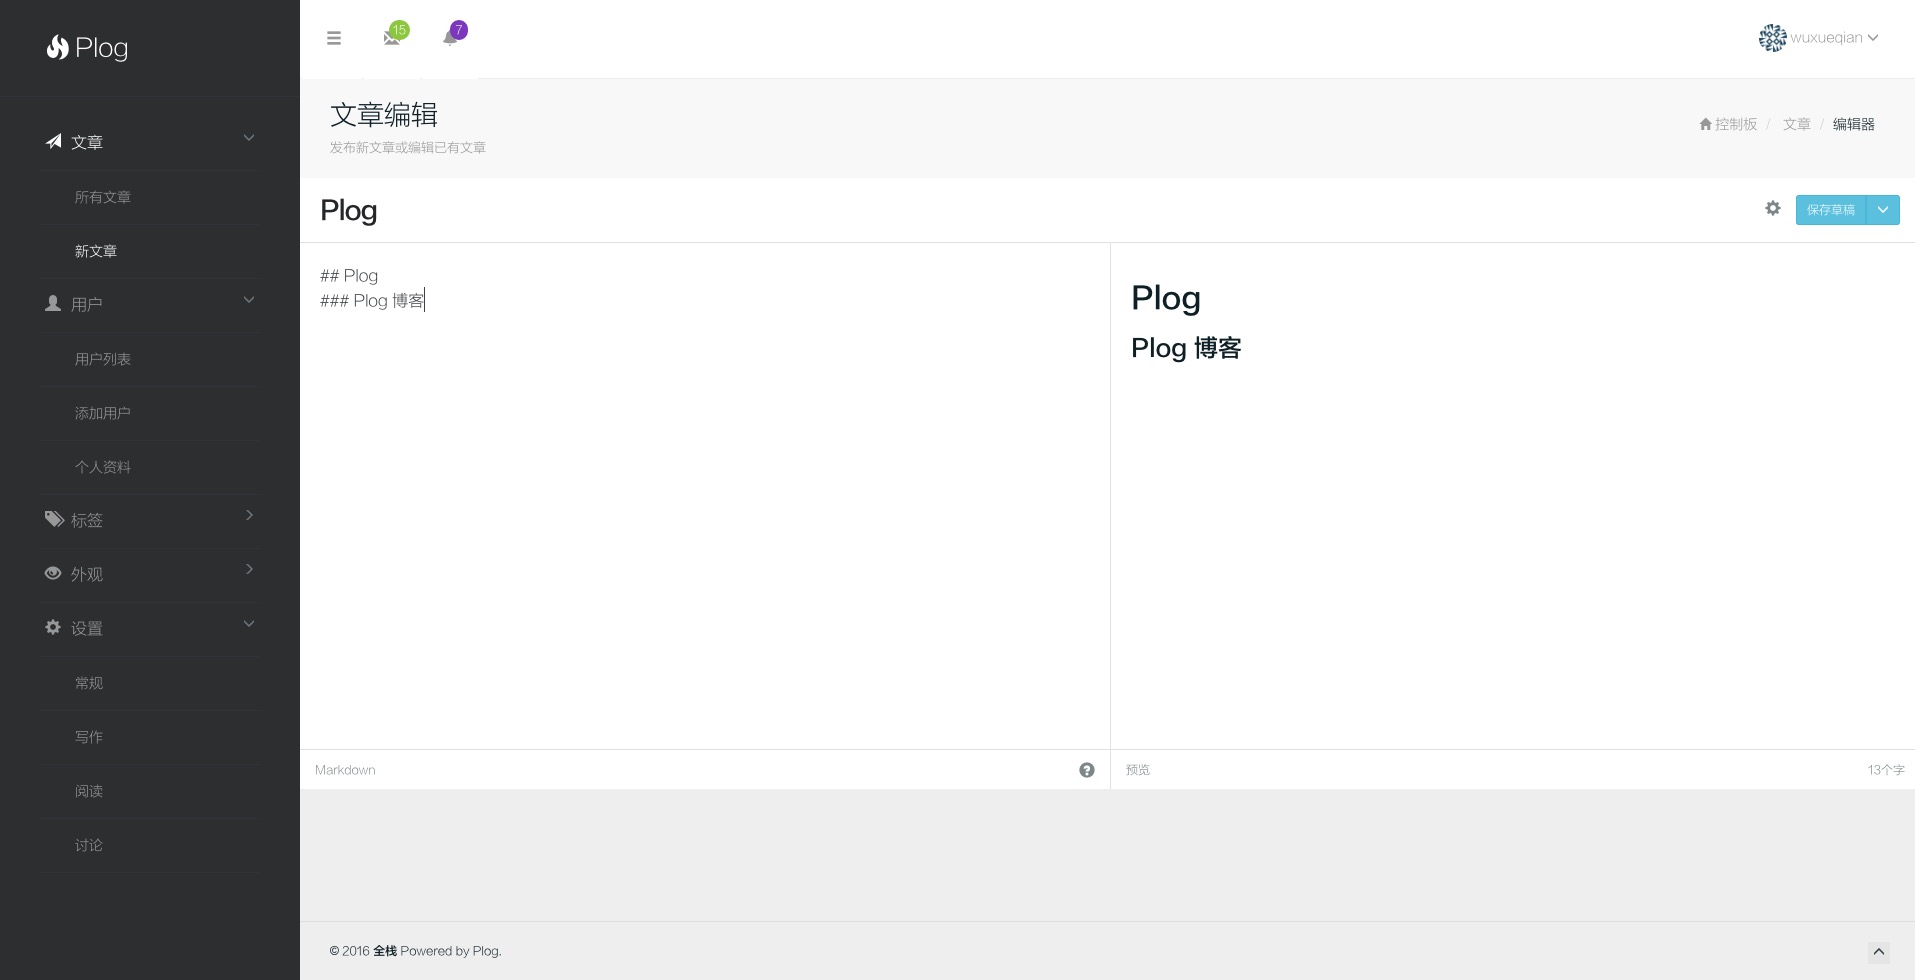 Plog
文章
所有文章
新文章
用户
用户列表
添加用户
个人资料
标签
外观
设置
常规
写作
阅读
讨论
15
7
wuxueqian
文章编辑
发布新文章或编辑已有文章
控制板 / 文章 / 编辑器
Plog
保存草稿
## Plog
### Plog 博客
Plog
Plog 博客
Markdown
预览
13个字
© 2016 全栈 Powered by Plog.